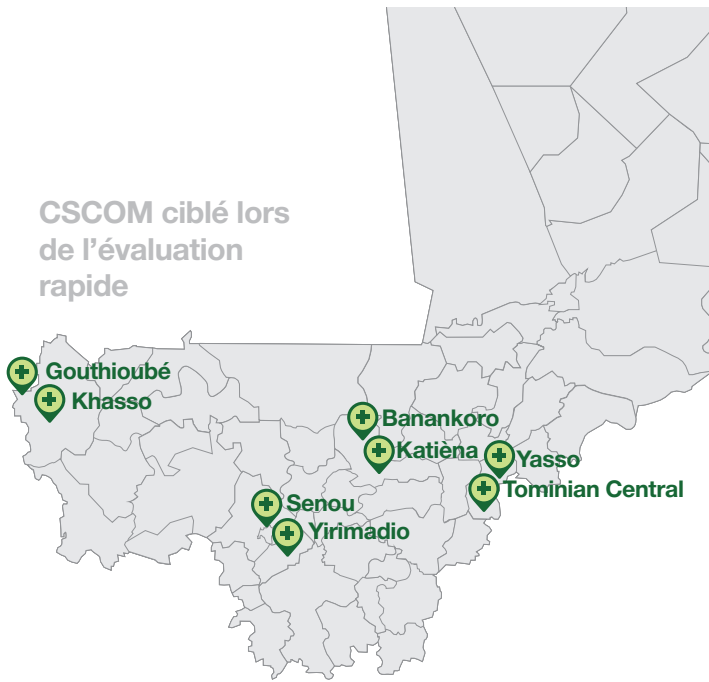 CSCOM ciblé lors
de l’évaluation
rapide
Gouthioubé
Khasso
Banankoro
Katièna
Yasso
Tominian Central
Senou
Yirimadio